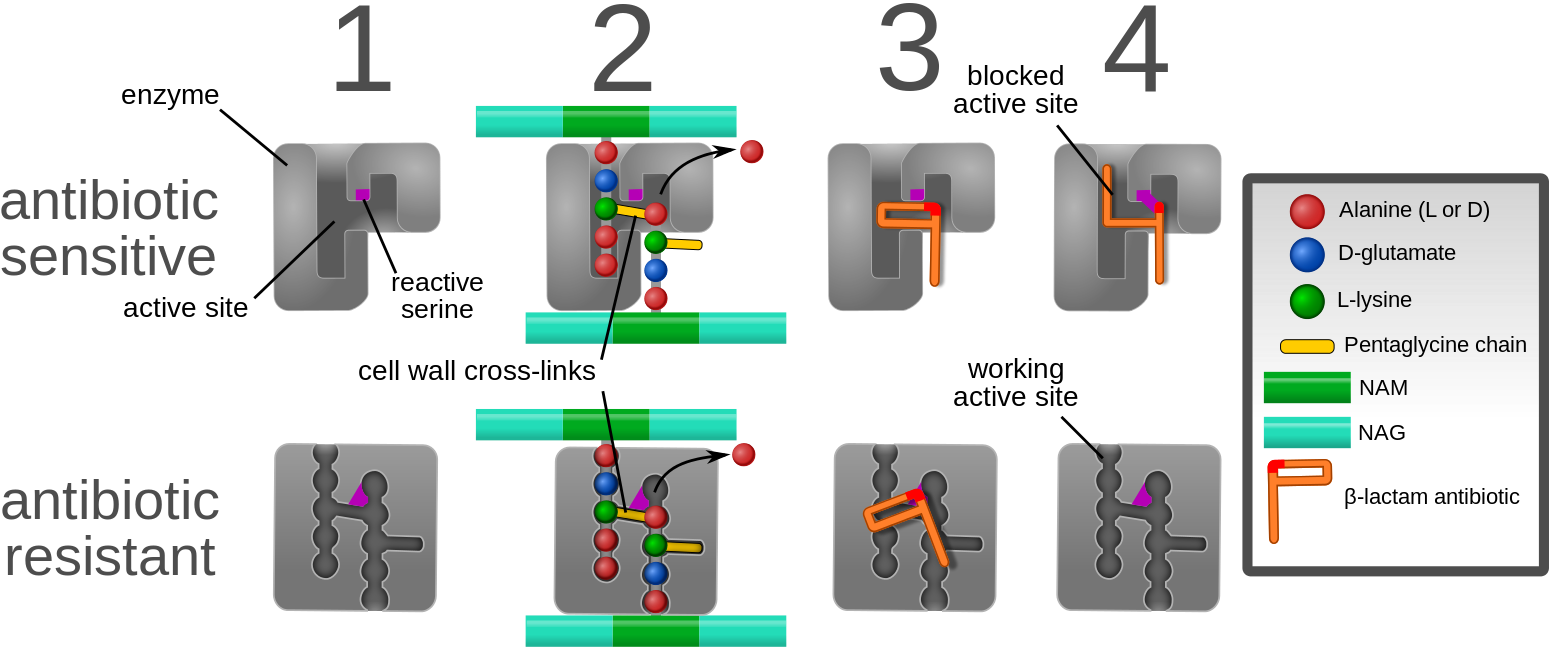 1
2
3
4
enzyme
blocked
active site
antibiotic
sensitive
active site
reactive
serine
cell wall cross-links
working
active site
antibiotic
resistant
Alanine (L or D)
D-glutamate
L-lysine
Pentaglycine chain
NAM
NAG
β-lactam antibiotic